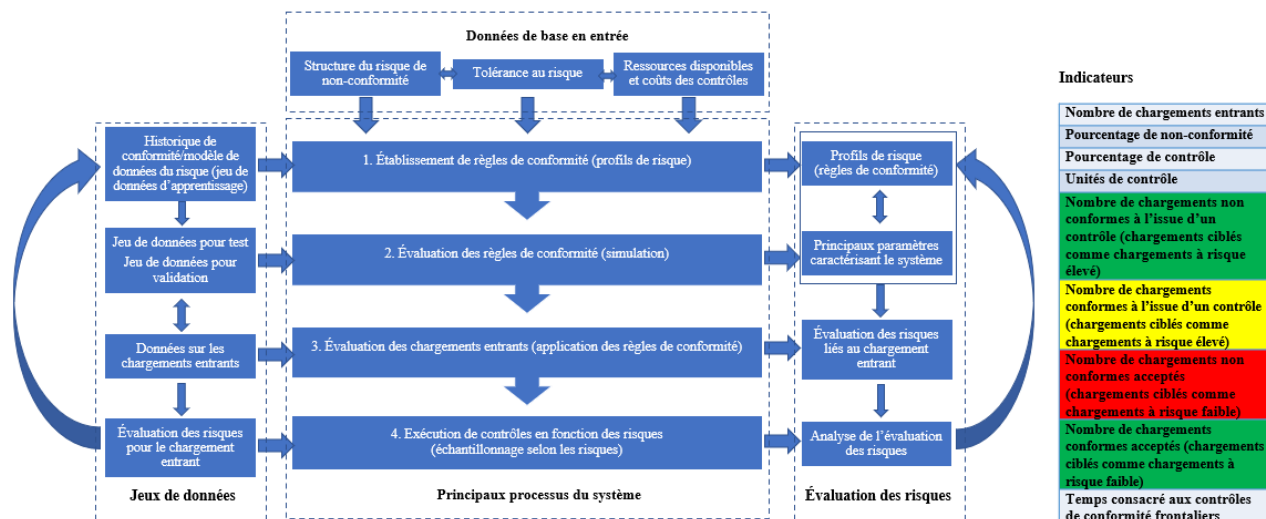 Données de base en entrée
Structure du risque de
non-conformité
Tolérance au risque
Ressources disponibles
et coûts des contrôles
Historique de
conformité/modèle de
données du risque (jeu de
données d'apprentissage)
1. Établissement de règles de conformité (profils de risque)
Profils de risque
(règles de conformité)
Jeu de données pour test
Jeu de données pour
validation
2. Évaluation des règles de conformité (simulation)
Principaux paramètres
caractérisant le système
Données sur les
chargements entrants
3. Évaluation des chargements entrants (application des règles de conformité)
Évaluation des risques
liés au chargement
entrant
Évaluation des risques
pour le chargement
entrant
4. Exécution de contrôles en fonction des risques
(échantillonnage selon les risques)
Analyse de l'évaluation
des risques
Jeux de données
Principaux processus du système
Évaluation des risques
Indicateurs
Nombre de chargements entrants
Pourcentage de non-conformité
Pourcentage de contrôle
Unités de contrôle
Nombre de chargements non
conformes à l'issue d'un
contrôle (chargements ciblés
comme chargements à risque
élevé)
Nombre de chargements
conformes à l'issue d'un contrôle
(chargements ciblés comme
chargements à risque élevé)
Nombre de chargements non
conformes acceptés
(chargements ciblés comme
chargements à risque faible)
Nombre de chargements
conformes acceptés (chargements
ciblés comme chargements à
risque faible)
Temps consacré aux contrôles
de conformité frontaliers